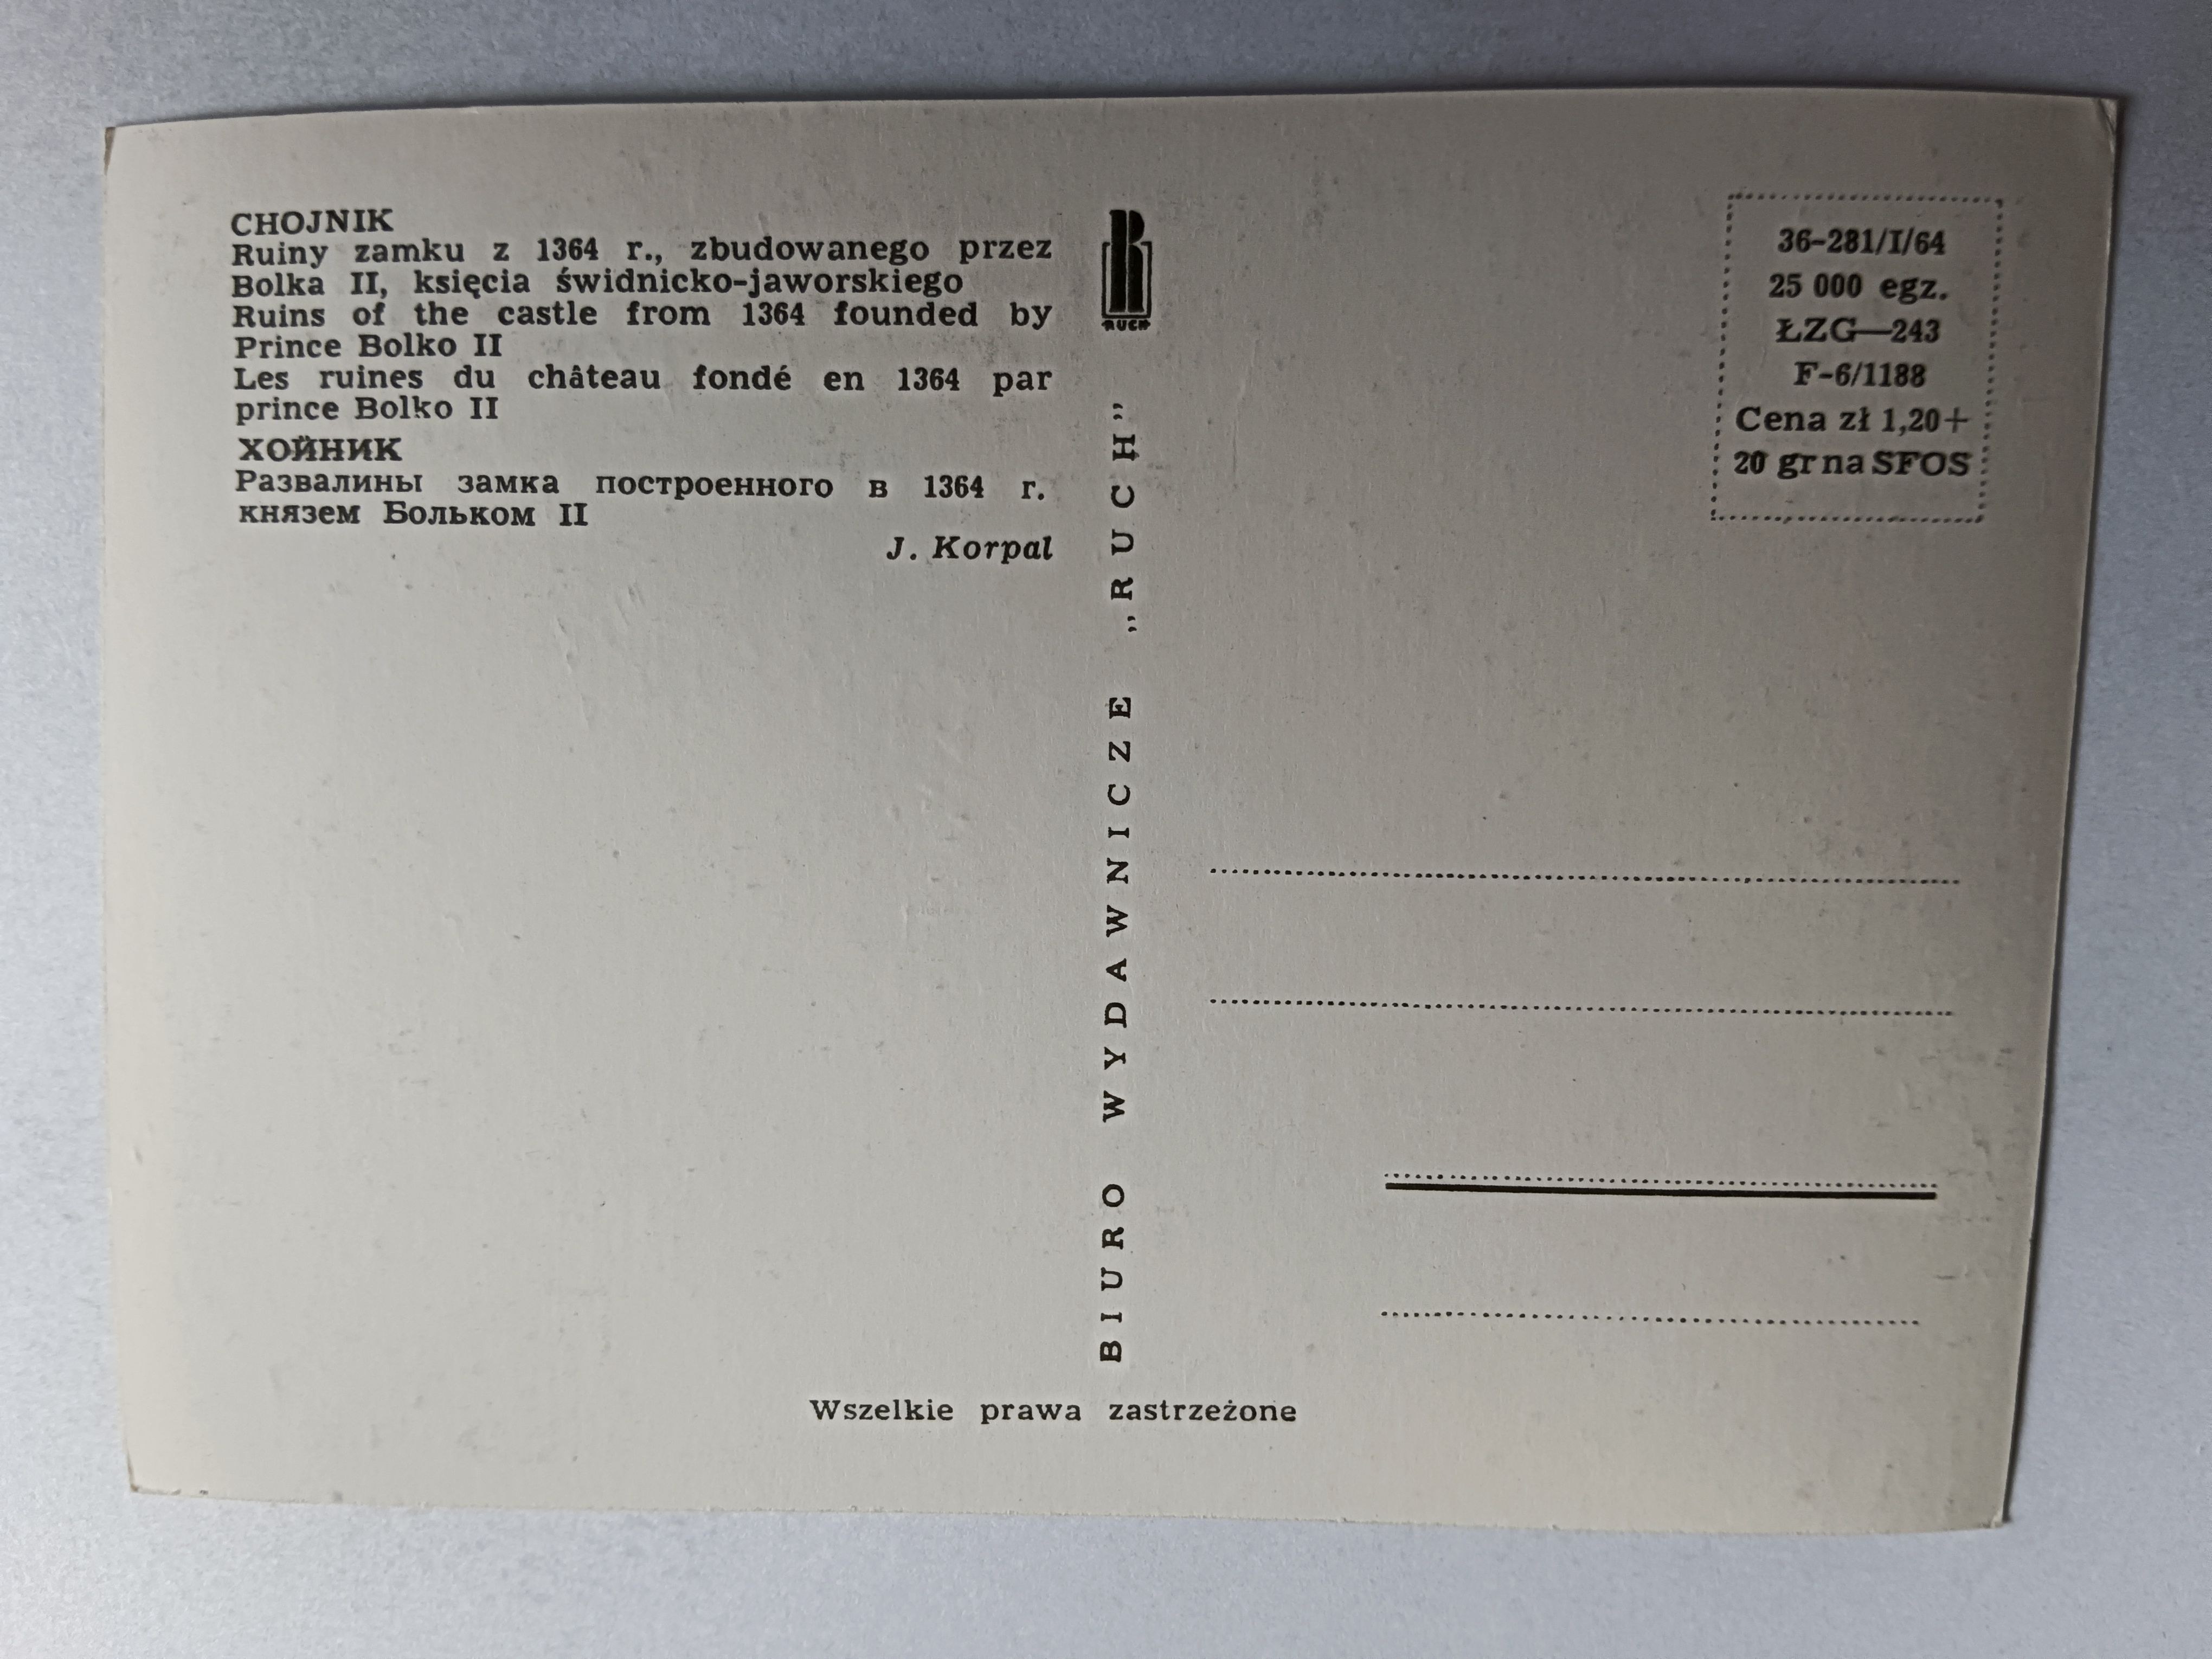 CHOJNIK
Ruiny zamku z 1364 r., zbudowanego przez
Bolka II, księcia świdnicko-jaworskiego
Ruins of the castle from 1364 founded by
Prince Bolko II
Les ruines du château fondé en 1364 par
prince Bolko II
ХОЙНИК
Развалины замка построенного в 1364 г.
князем Больком II
J. Korpal
RUCH
BIURO WYDAWNICZE „RUCH”
36-281/I/64
25 000 egz.
ŁZG—243
F-6/1188
Cena zł 1,20+
20 gr na SFOS
Wszelkie prawa zastrzeżone